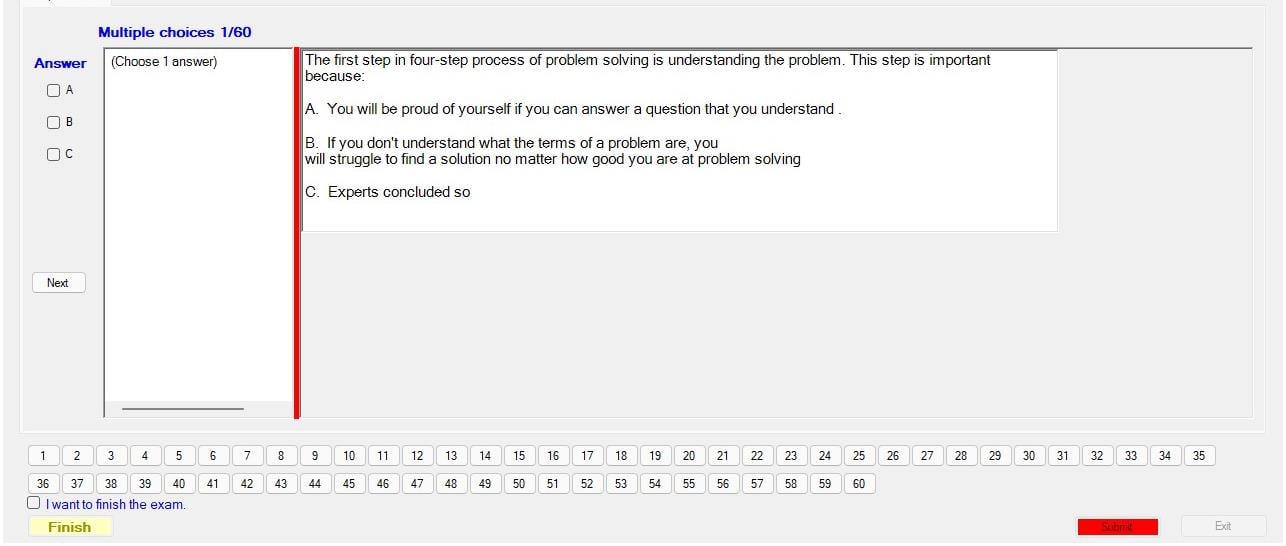 Multiple choices 1/60
Answer
(Choose 1 answer)
A
B
C
The first step in four-step process of problem solving is understanding the problem. This step is important
because:
A. You will be proud of yourself if you can answer a question that you understand .
B. If you don't understand what the terms of a problem are, you
will struggle to find a solution no matter how good you are at problem solving
C. Experts concluded so
Next
1 2 3 4 5 6 7 8 9 10 11 12 13 14 15 16 17 18 19 20 21 22 23 24 25 26 27 28 29 30 31 32 33 34 35
36 37 38 39 40 41 42 43 44 45 46 47 48 49 50 51 52 53 54 55 56 57 58 59 60
I want to finish the exam.
Finish
Submit
Exit